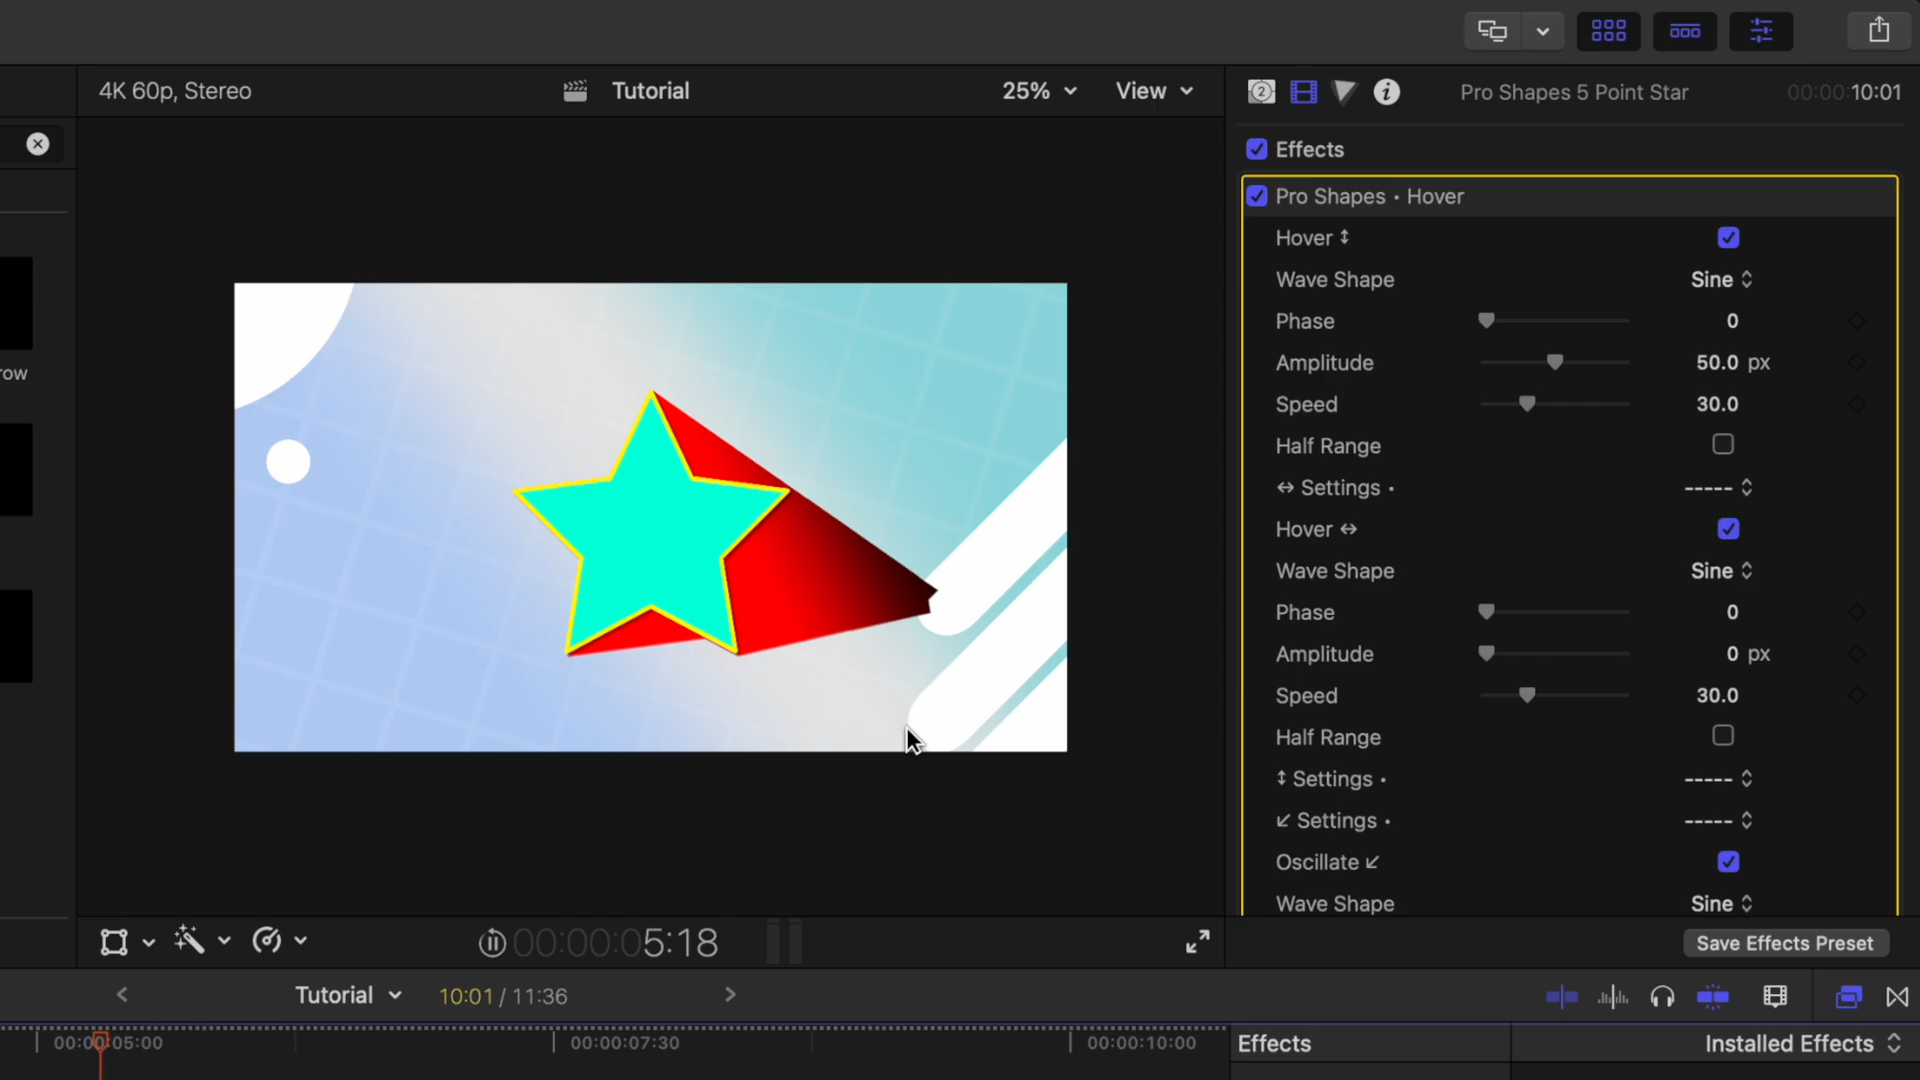 4K 60p, Stereo
Tutorial
25%
View
2
i
Pro Shapes 5 Point Star
00:00:10:01
Effects
Pro Shapes • Hover
Hover ↕
Wave Shape
Sine
Phase
0
Amplitude
50.0 px
Speed
30.0
Half Range
↔ Settings •
-----
Hover ↔
Wave Shape
Sine
Phase
0
Amplitude
0 px
Speed
30.0
Half Range
↕ Settings •
-----
↙ Settings •
-----
Oscillate ↙
Wave Shape
Sine
row
00:00:05:18
Save Effects Preset
Tutorial
10:01 / 11:36
00:00:05:00
00:00:07:30
00:00:10:00
Effects
Installed Effects